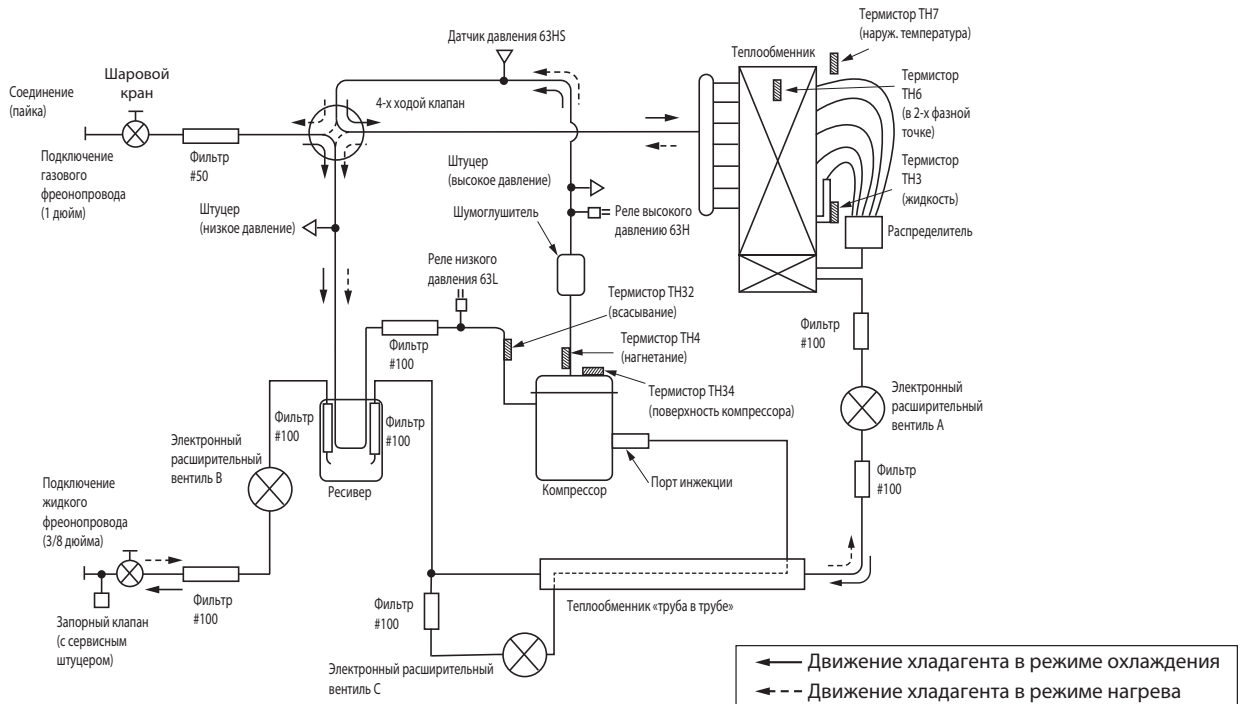 Датчик давления 63HS
Термистор TH7
(наруж. температура)
Теплообменник
Шаровой
кран
Соединение
(пайка)
4-х ходой клапан
Термистор
TH6
(в 2-х фазной
точке)
Подключение
газового
фреонопровода
(1 дюйм)
Фильтр
#50
Штуцер
(высокое давление)
Термистор
TH3
(жидкость)
Штуцер
(низкое давление)
Шумоглушитель
Реле высокого
давлению 63H
Распределитель
Реле низкого
давления 63L
Термистор TH32
(всасывание)
Фильтр
#100
Термистор TH4
(нагнетание)
Фильтр
#100
Термистор TH34
(поверхность компрессора)
Электронный
расширительный
вентиль A
Фильтр
#100
Фильтр
#100
Электронный
расширительный
вентиль B
Ресивер
Компрессор
Порт инжекции
Фильтр
#100
Подключение
жидкого
фреонопровода
(3/8 дюйма)
Фильтр
#100
Запорный клапан
(с сервисным
штуцером)
Фильтр
#100
Теплообменник «труба в трубе»
Электронный расширительный
вентиль C
Движение хладагента в режиме охлаждения
Движение хладагента в режиме нагрева